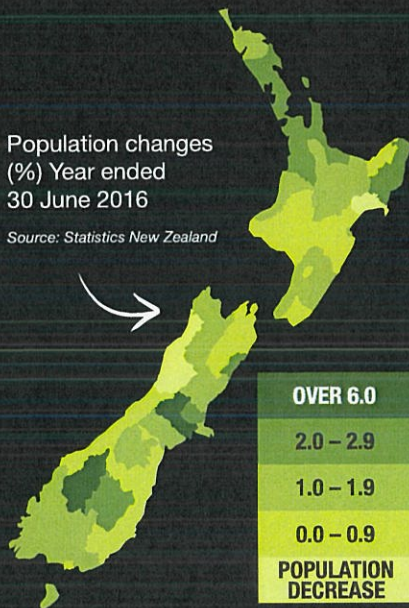 Population changes
(%) Year ended
30 June 2016
Source: Statistics New Zealand
OVER 6.0
2.0 – 2.9
1.0 – 1.9
0.0 – 0.9
POPULATION
DECREASE